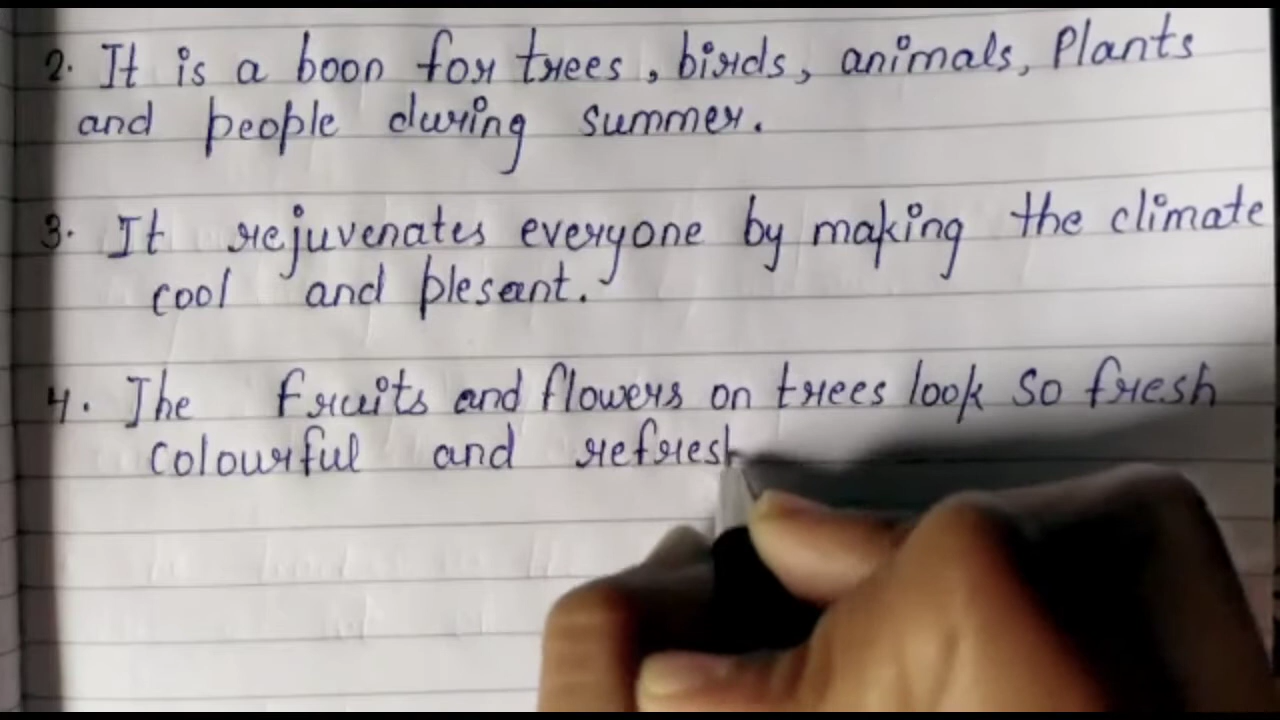 2. It is a boon for trees, birds, animals, Plants
and people during summer.
3. It rejuvenates everyone by making the climate
cool and plesant.
4. The fruits and flowers on trees look so fresh
colourful and refresh